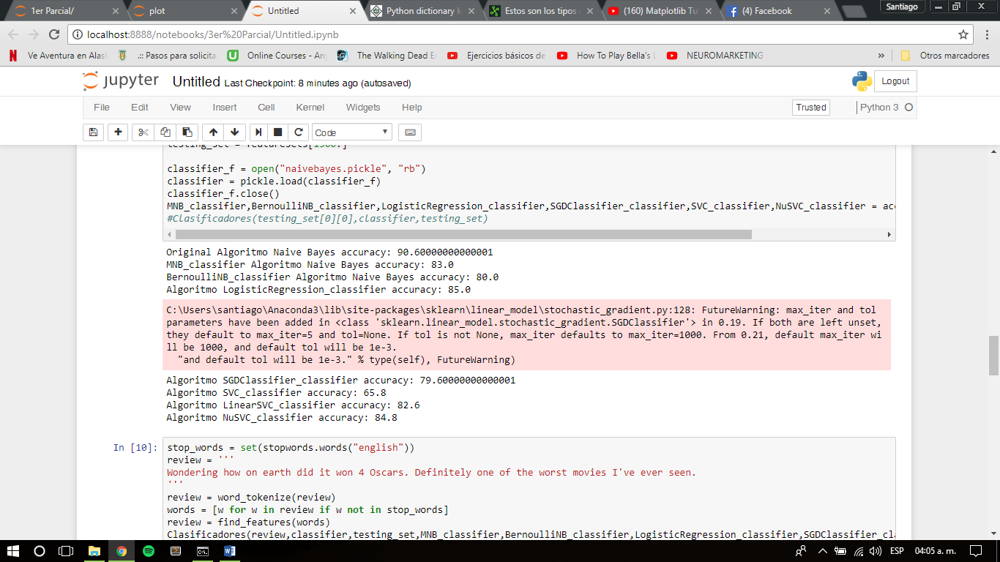 1er Parcial/
plot
Untitled
Python dictionary k
Estos son los tipos
(160) Matplotlib Tu
(4) Facebook
Santiago
localhost:8888/notebooks/3er%20Parcial/Untitled.ipynb
Ve Aventura en Alas
.:: Pasos para solicita
Online Courses - An
The Walking Dead E
Ejercicios básicos de
How To Play Bella's L
NEUROMARKETING
»
Otros marcadores
jupyter
Untitled Last Checkpoint: 8 minutes ago (autosaved)
Logout
File Edit View Insert Cell Kernel Widgets Help
Trusted
Python 3
Code
testing_set = featuresets[1900:]
classifier_f = open("naivebayes.pickle", "rb")
classifier = pickle.load(classifier_f)
classifier_f.close()
MNB_classifier,BernoulliNB_classifier,LogisticRegression_classifier,SGDClassifier_classifier,SVC_classifier,NuSVC_classifier = acc
#Clasificadores(testing_set[0][0],classifier,testing_set)
Original Algoritmo Naive Bayes accuracy: 90.60000000000001
MNB_classifier Algoritmo Naive Bayes accuracy: 83.0
BernoulliNB_classifier Algoritmo Naive Bayes accuracy: 80.0
Algoritmo LogisticRegression_classifier accuracy: 85.0
C:\Users\santiago\Anaconda3\lib\site-packages\sklearn\linear_model\stochastic_gradient.py:128: FutureWarning: max_iter and tol
parameters have been added in <class 'sklearn.linear_model.stochastic_gradient.SGDClassifier'> in 0.19. If both are left unset,
they default to max_iter=5 and tol=None. If tol is not None, max_iter defaults to max_iter=1000. From 0.21, default max_iter wi
ll be 1000, and default tol will be 1e-3.
"and default tol will be 1e-3." % type(self), FutureWarning)
Algoritmo SGDClassifier_classifier accuracy: 79.60000000000001
Algoritmo SVC_classifier accuracy: 65.8
Algoritmo LinearSVC_classifier accuracy: 82.6
Algoritmo NuSVC_classifier accuracy: 84.8
In [10]:
stop_words = set(stopwords.words("english"))
review = '''
Wondering how on earth did it won 4 Oscars. Definitely one of the worst movies I've ever seen.
'''
review = word_tokenize(review)
words = [w for w in review if w not in stop_words]
review = find_features(words)
Clasificadores(review,classifier,testing_set,MNB_classifier,BernoulliNB_classifier,LogisticRegression_classifier,SGDClassifier_cla
ESP
04:05 a. m.